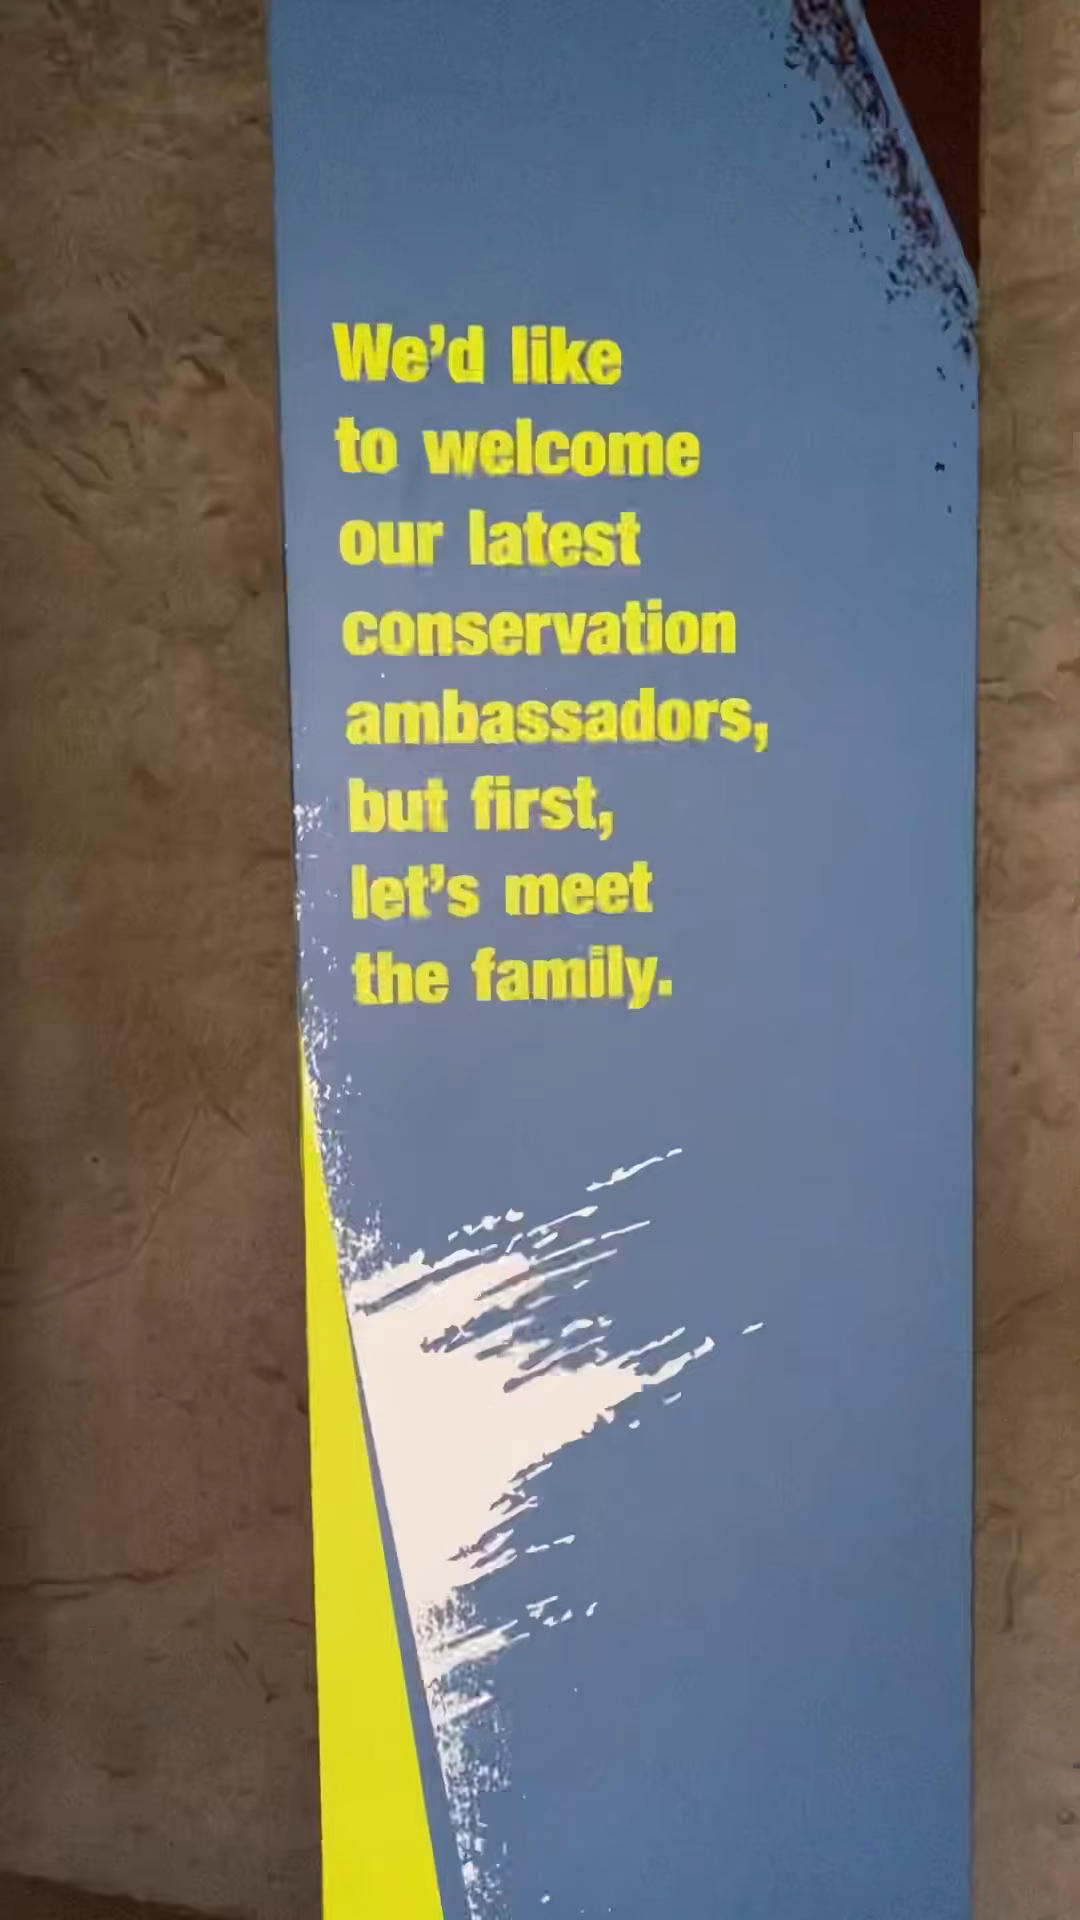 We'd like
to welcome
our latest
conservation
ambassadors,
but first,
let's meet
the family.